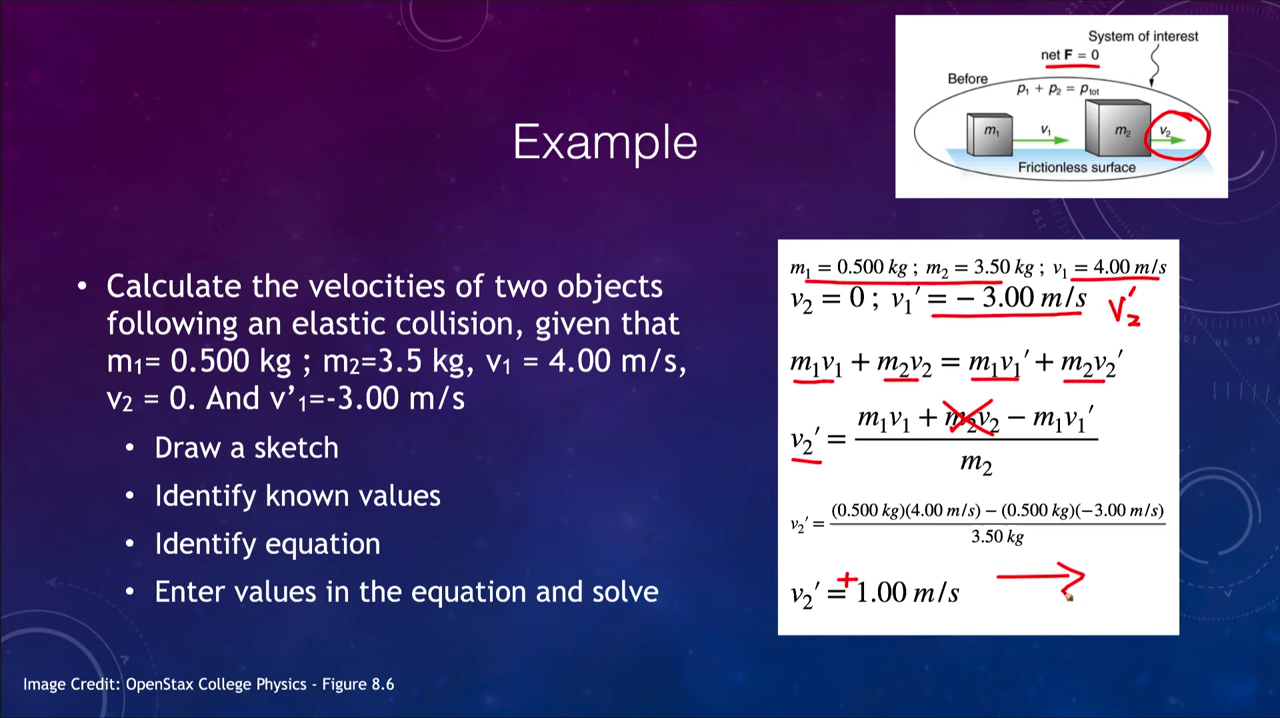 System of interest
net F = 0
Before
p₁ + p₂ = pₜₒₜ
m₁
v₁
m₂
v₂
Frictionless surface
Example
• Calculate the velocities of two objects
following an elastic collision, given that
m₁= 0.500 kg ; m₂=3.5 kg, v₁ = 4.00 m/s,
v₂ = 0. And v’₁=-3.00 m/s
• Draw a sketch
• Identify known values
• Identify equation
• Enter values in the equation and solve
m₁ = 0.500 kg ; m₂ = 3.50 kg ; v₁ = 4.00 m/s
v₂ = 0 ; v₁′ = − 3.00 m/s V₂′
m₁v₁ + m₂v₂ = m₁v₁′ + m₂v₂′
v₂′ = (m₁v₁ + m₂v₂ − m₁v₁′) / m₂
v₂′ = ((0.500 kg)(4.00 m/s) − (0.500 kg)(−3.00 m/s)) / 3.50 kg
v₂′ = + 1.00 m/s
Image Credit: OpenStax College Physics - Figure 8.6